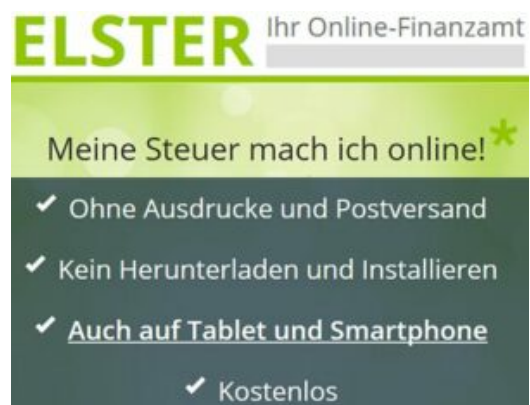 ELSTER Ihr Online-Finanzamt
Meine Steuer mach ich online!*
✔ Ohne Ausdrucke und Postversand
✔ Kein Herunterladen und Installieren
✔ Auch auf Tablet und Smartphone
✔ Kostenlos